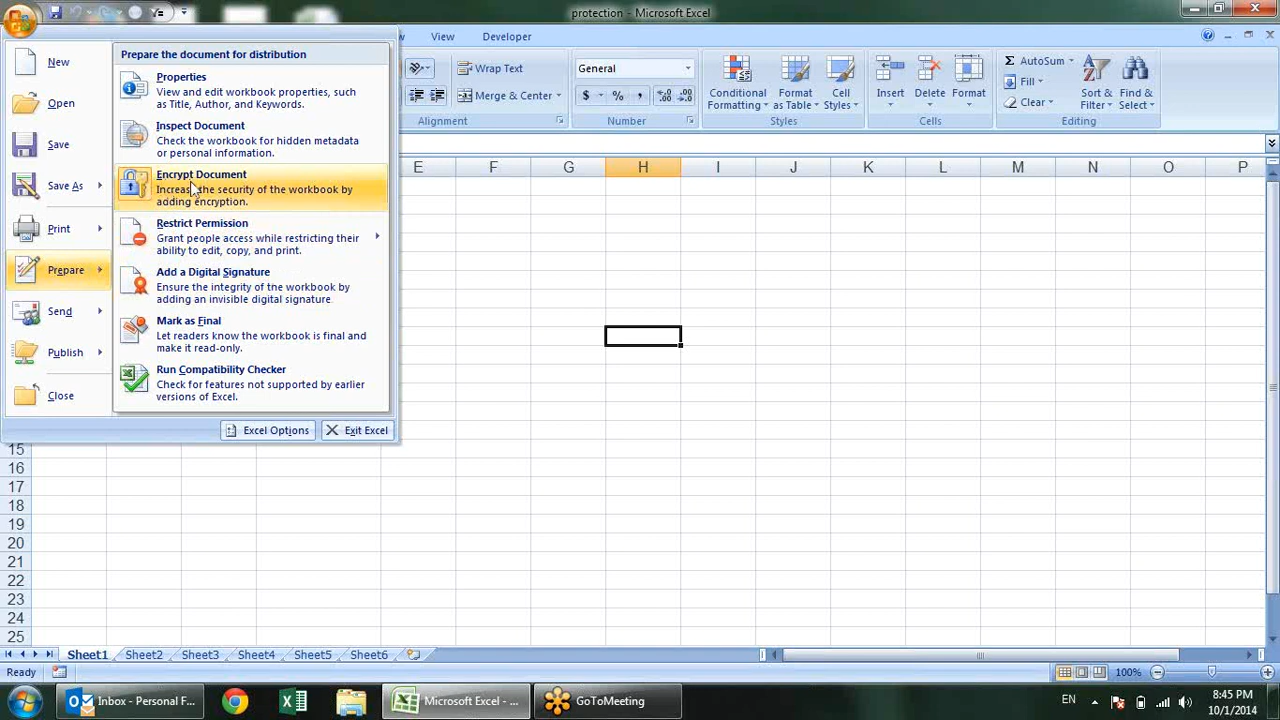 protection - Microsoft Excel
View Developer
New
Open
Save
Save As
Print
Prepare
Send
Publish
Close
Prepare the document for distribution
Properties
View and edit workbook properties, such
as Title, Author, and Keywords.
Inspect Document
Check the workbook for hidden metadata
or personal information.
Encrypt Document
Increase the security of the workbook by
adding encryption.
Restrict Permission
Grant people access while restricting their
ability to edit, copy, and print.
Add a Digital Signature
Ensure the integrity of the workbook by
adding an invisible digital signature.
Mark as Final
Let readers know the workbook is final and
make it read-only.
Run Compatibility Checker
Check for features not supported by earlier
versions of Excel.
Excel Options Exit Excel
Wrap Text
Merge & Center
Alignment
General
$ % , .00 .00
Number
Conditional
Formatting
Format
as Table
Cell
Styles
Styles
Insert Delete Format
Cells
Σ AutoSum
Fill
Clear
Sort &
Filter
Find &
Select
Editing
E F G H I J K L M N O P
15
16
17
18
19
20
21
22
23
24
25
Sheet1 Sheet2 Sheet3 Sheet4 Sheet5 Sheet6
Ready
100%
Inbox - Personal F...
Microsoft Excel - ...
GoToMeeting
EN
8:45 PM
10/1/2014